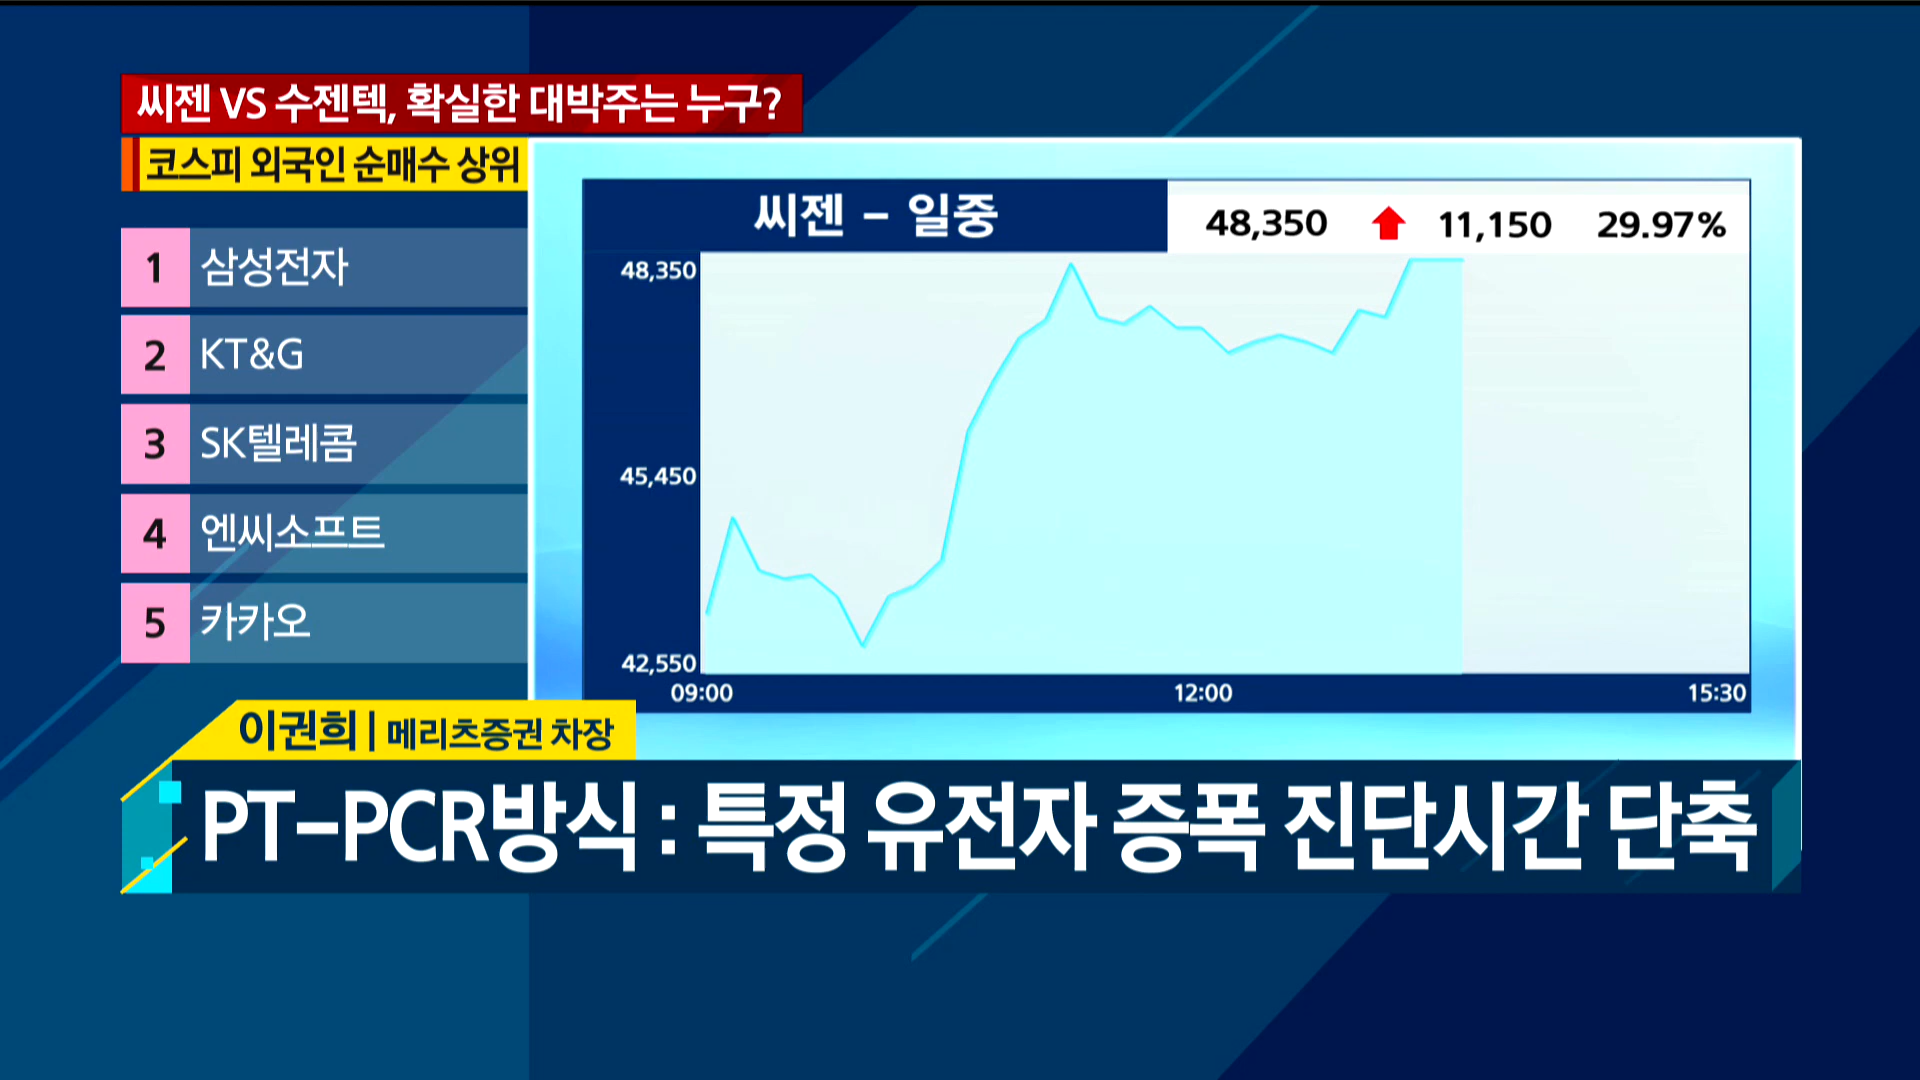 씨젠 VS 수젠텍, 확실한 대박주는 누구?
코스피 외국인 순매수 상위
1 삼성전자
2 KT&G
3 SK텔레콤
4 엔씨소프트
5 카카오
씨젠 - 일중
48,350 11,150 29.97%
48,350
45,450
42,550
09:00 12:00 15:30
이권희 | 메리츠증권 차장
PT-PCR방식 : 특정 유전자 증폭 진단시간 단축